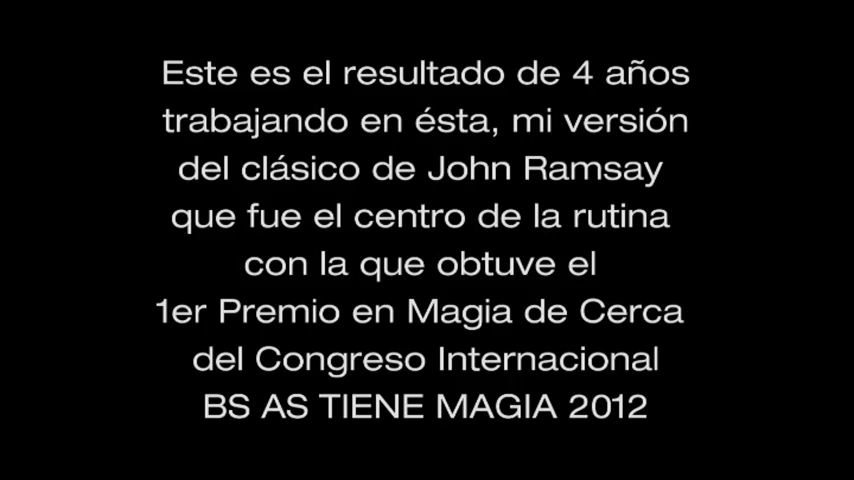 Este es el resultado de 4 años
trabajando en ésta, mi versión
del clásico de John Ramsay
que fue el centro de la rutina
con la que obtuve el
1er Premio en Magia de Cerca
del Congreso Internacional
BS AS TIENE MAGIA 2012